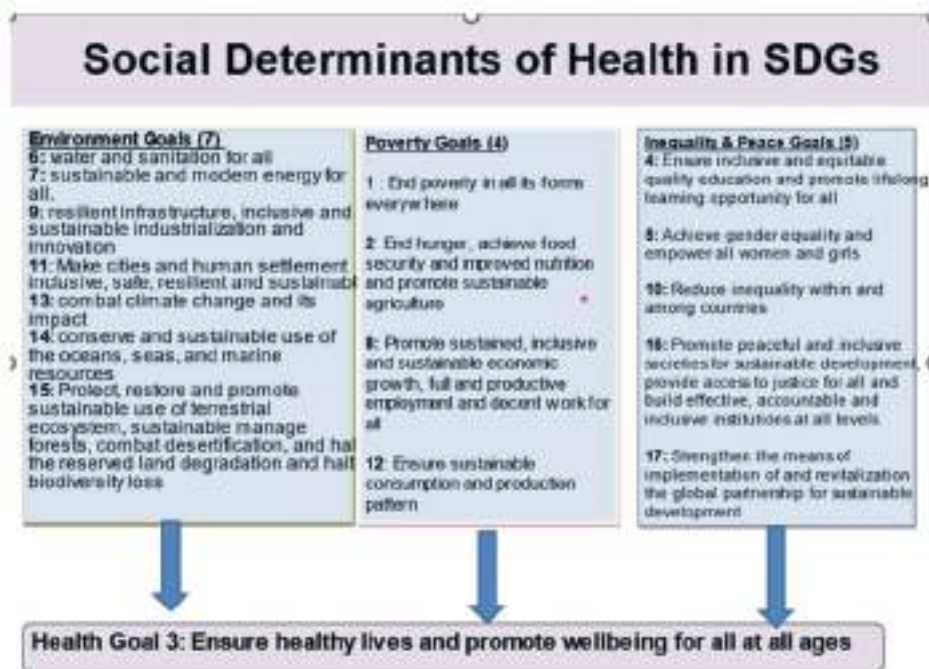 Social Determinants of Health in SDGs
Environment Goals (7)
6: water and sanitation for all
7: sustainable and modern energy for
all.
9: resilient infrastructure, inclusive and
sustainable industrialization and
innovation
11: Make cities and human settlement
inclusive, safe, resilient and sustainabl
13: combat climate change and its
impact
14: conserve and sustainable use of
the oceans, seas, and marine
resources
15: Protect, restore and promote
sustainable use of terrestrial
ecosystem, sustainable manage
forests, combat desertification, and hal
the reserved land degradation and halt
biodiversity loss
Poverty Goals (4)
1 : End poverty in all its forms
everywhere
2: End hunger, achieve food
security and improved nutrition
and promote sustainable
agriculture
8: Promote sustained, inclusive
and sustainable economic
growth, full and productive
employment and decent work for
all
12: Ensure sustainable
consumption and production
pattern
Inequality & Peace Goals (5)
4: Ensure inclusive and equitable
quality education and promote lifelong
learning opportunity for all
5: Achieve gender equality and
empower all women and girls
10: Reduce inequality within and
among countries
16: Promote peaceful and inclusive
societies for sustainable development,
provide access to justice for all and
build effective, accountable and
inclusive institutions at all levels.
17: Strengthen the means of
implementation of and revitalization
the global partnership for sustainable
development
Health Goal 3: Ensure healthy lives and promote wellbeing for all at all ages